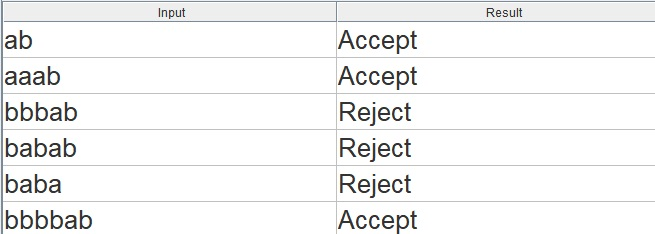 Input Result
ab Accept
aaab Accept
bbbab Reject
babab Reject
baba Reject
bbbbab Accept